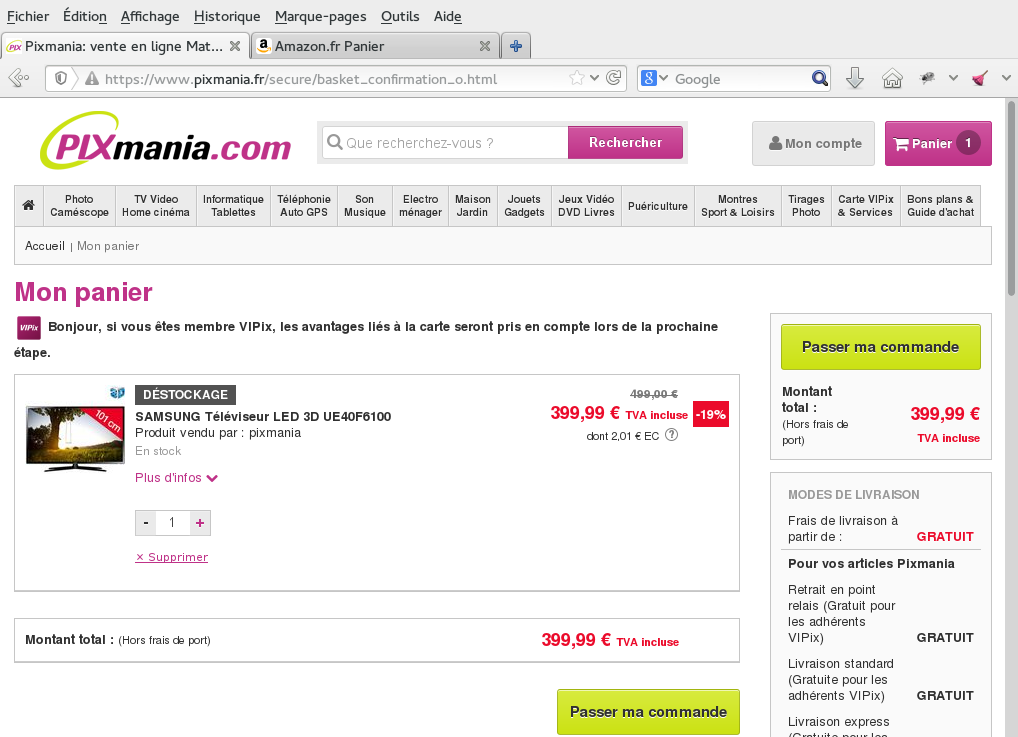 Fichier Édition Affichage Historique Marque-pages Outils Aide
Pixmania: vente en ligne Mat... Amazon.fr Panier
https://www.pixmania.fr/secure/basket_confirmation_o.html Google
PIXmania.com
Que recherchez-vous ? Rechercher
Mon compte
Panier 1
Photo
Caméscope
TV Video
Home cinéma
Informatique
Tablettes
Téléphonie
Auto GPS
Son
Musique
Electro
ménager
Maison
Jardin
Jouets
Gadgets
Jeux Vidéo
DVD Livres
Puériculture
Montres
Sport & Loisirs
Tirages
Photo
Carte VIPix
& Services
Bons plans &
Guide d'achat
Accueil | Mon panier
Mon panier
VIPix Bonjour, si vous êtes membre VIPix, les avantages liés à la carte seront pris en compte lors de la prochaine
étape.
3D
101 cm
DÉSTOCKAGE
SAMSUNG Téléviseur LED 3D UE40F6100
Produit vendu par : pixmania
En stock
Plus d'infos
- 1 +
× Supprimer
499,00 €
399,99 € TVA incluse -19%
dont 2,01 € EC ?
Montant total : (Hors frais de port) 399,99 € TVA incluse
Passer ma commande
Passer ma commande
Montant
total :
(Hors frais de
port)
399,99 €
TVA incluse
MODES DE LIVRAISON
Frais de livraison à
partir de : GRATUIT
Pour vos articles Pixmania
Retrait en point
relais (Gratuit pour
les adhérents
VIPix) GRATUIT
Livraison standard
(Gratuite pour les
adhérents VIPix) GRATUIT
Livraison express
(Gratuite pour les